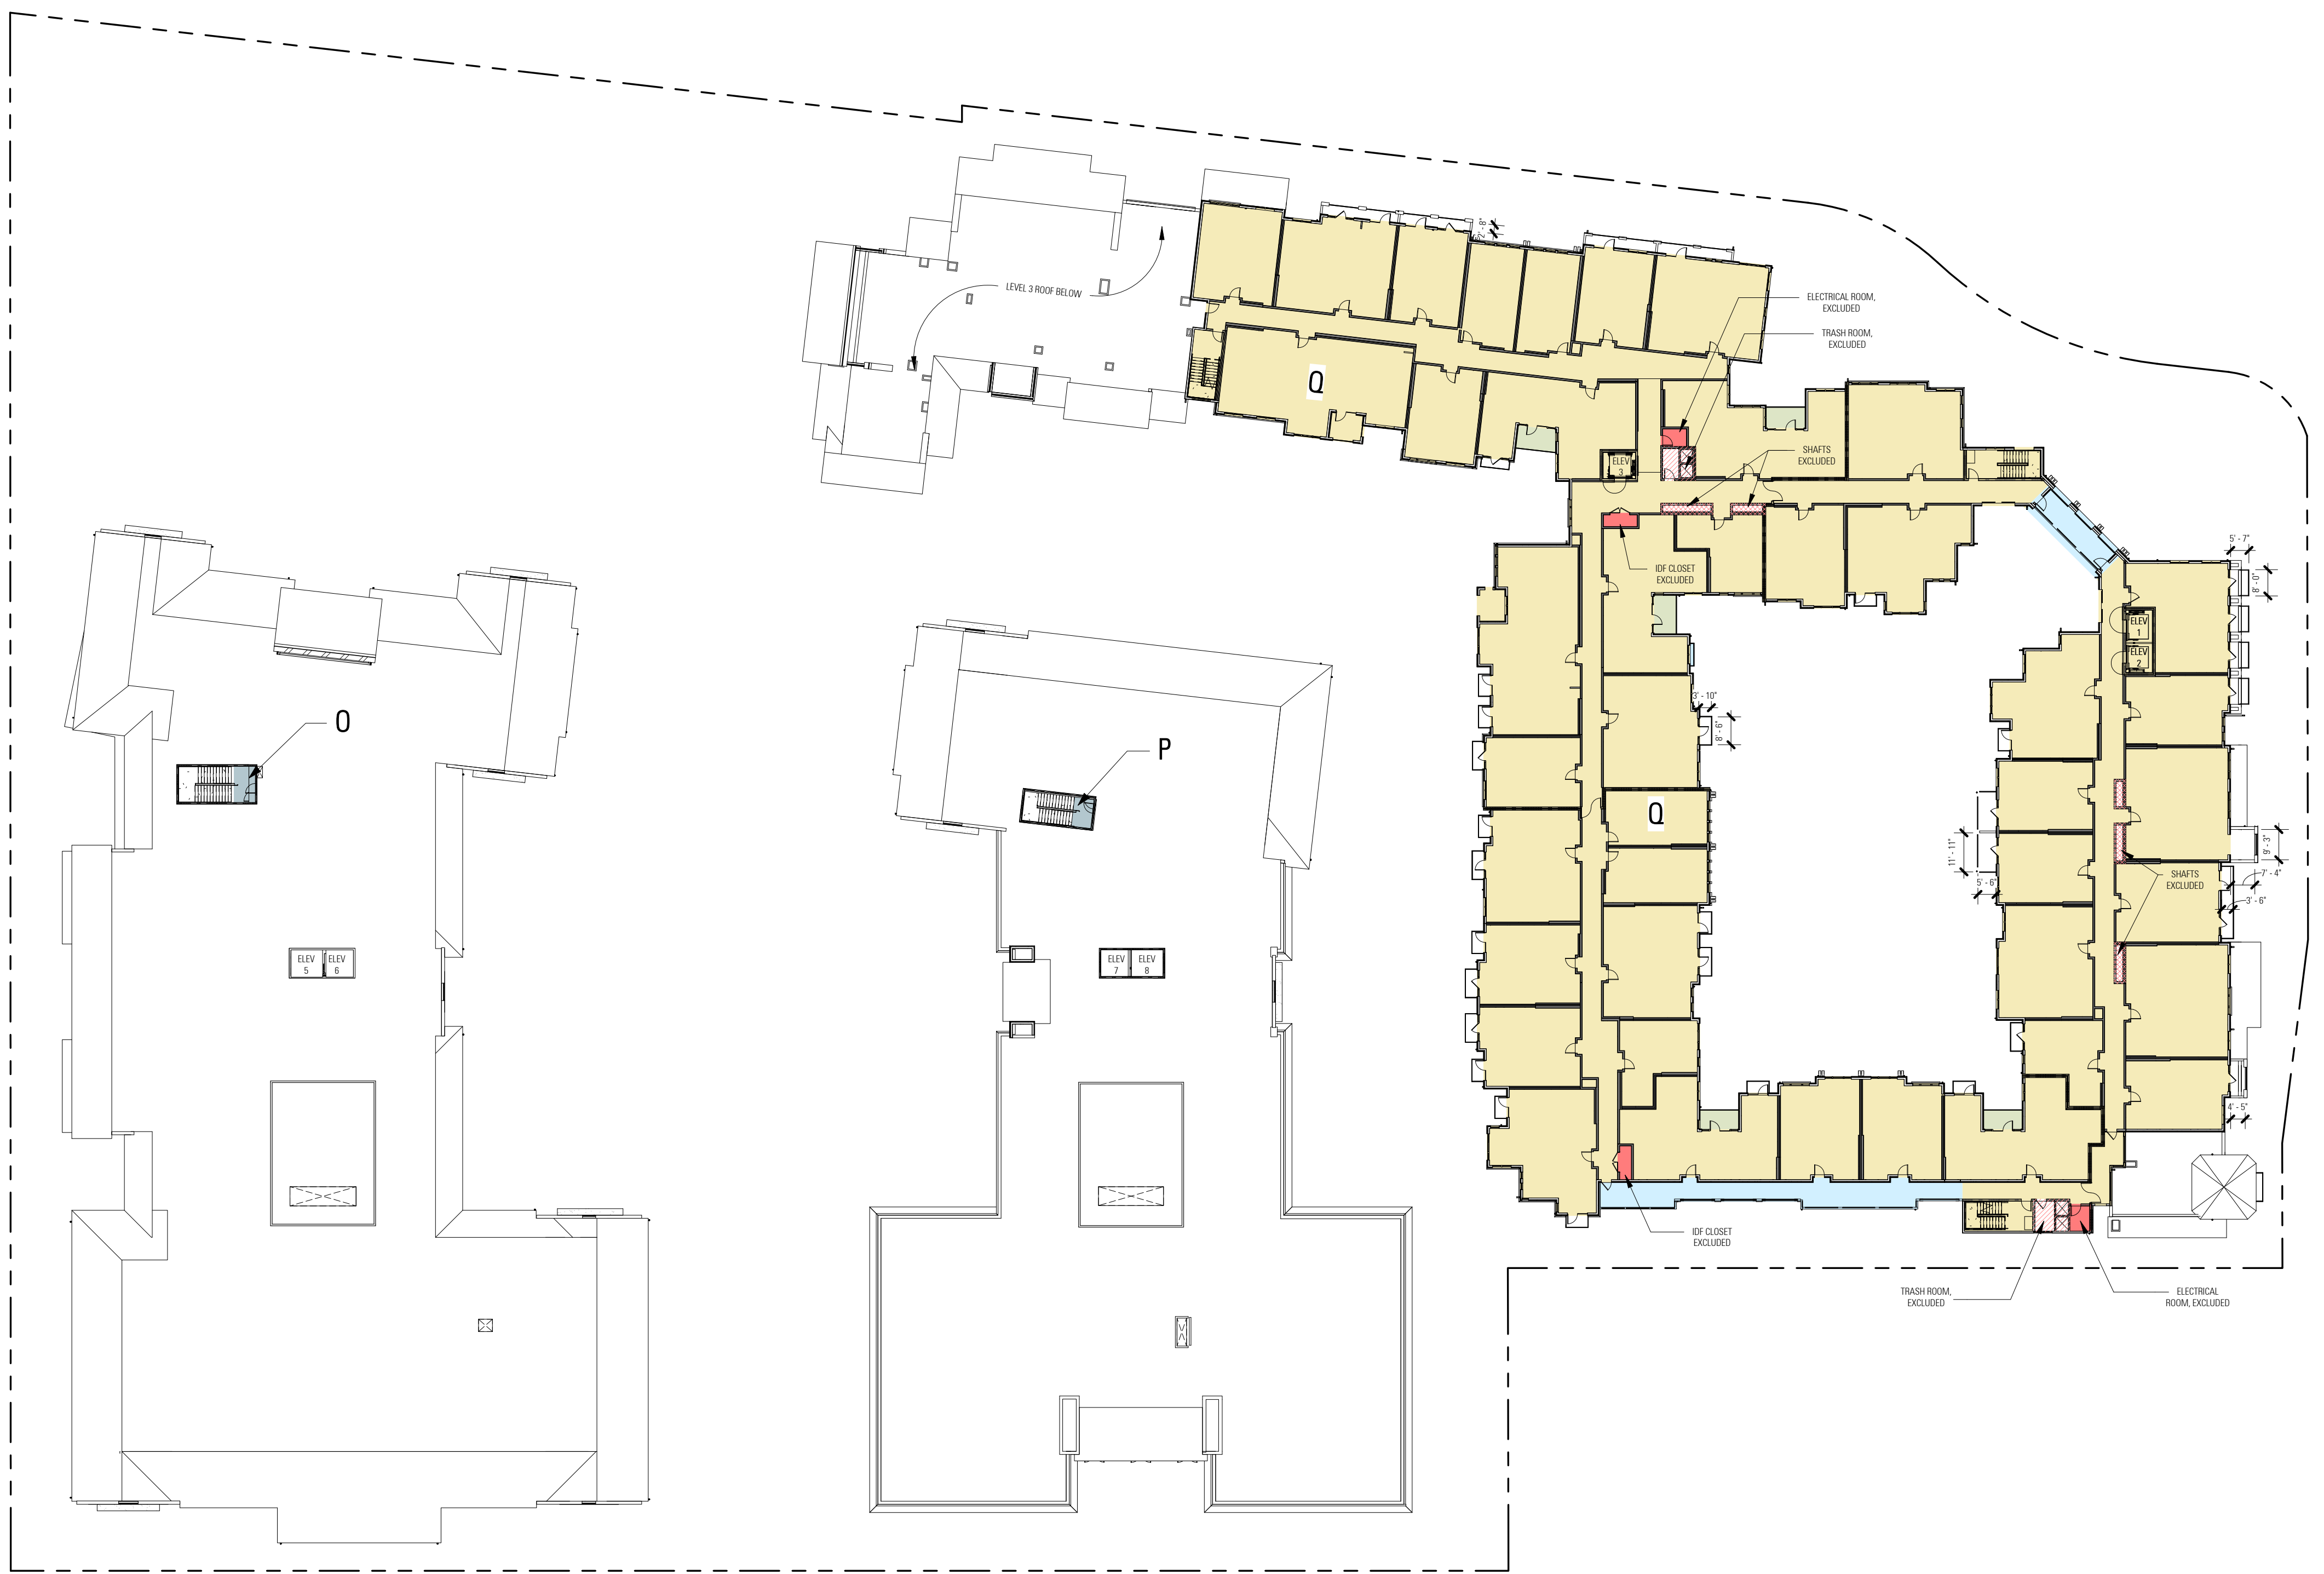 2' - 8"
LEVEL 3 ROOF BELOW
ELECTRICAL ROOM,
EXCLUDED
TRASH ROOM,
EXCLUDED
Q
SHAFTS
EXCLUDED
ELEV
3
IDF CLOSET
EXCLUDED
5' - 7"
8' - 0"
ELEV
1
ELEV
2
3' - 10"
8' - 6"
O
P
Q
11' - 11"
5' - 6"
9' - 3"
7' - 4"
3' - 6"
SHAFTS
EXCLUDED
ELEV
5
ELEV
6
ELEV
7
ELEV
8
4' - 5"
IDF CLOSET
EXCLUDED
TRASH ROOM,
EXCLUDED
ELECTRICAL
ROOM, EXCLUDED